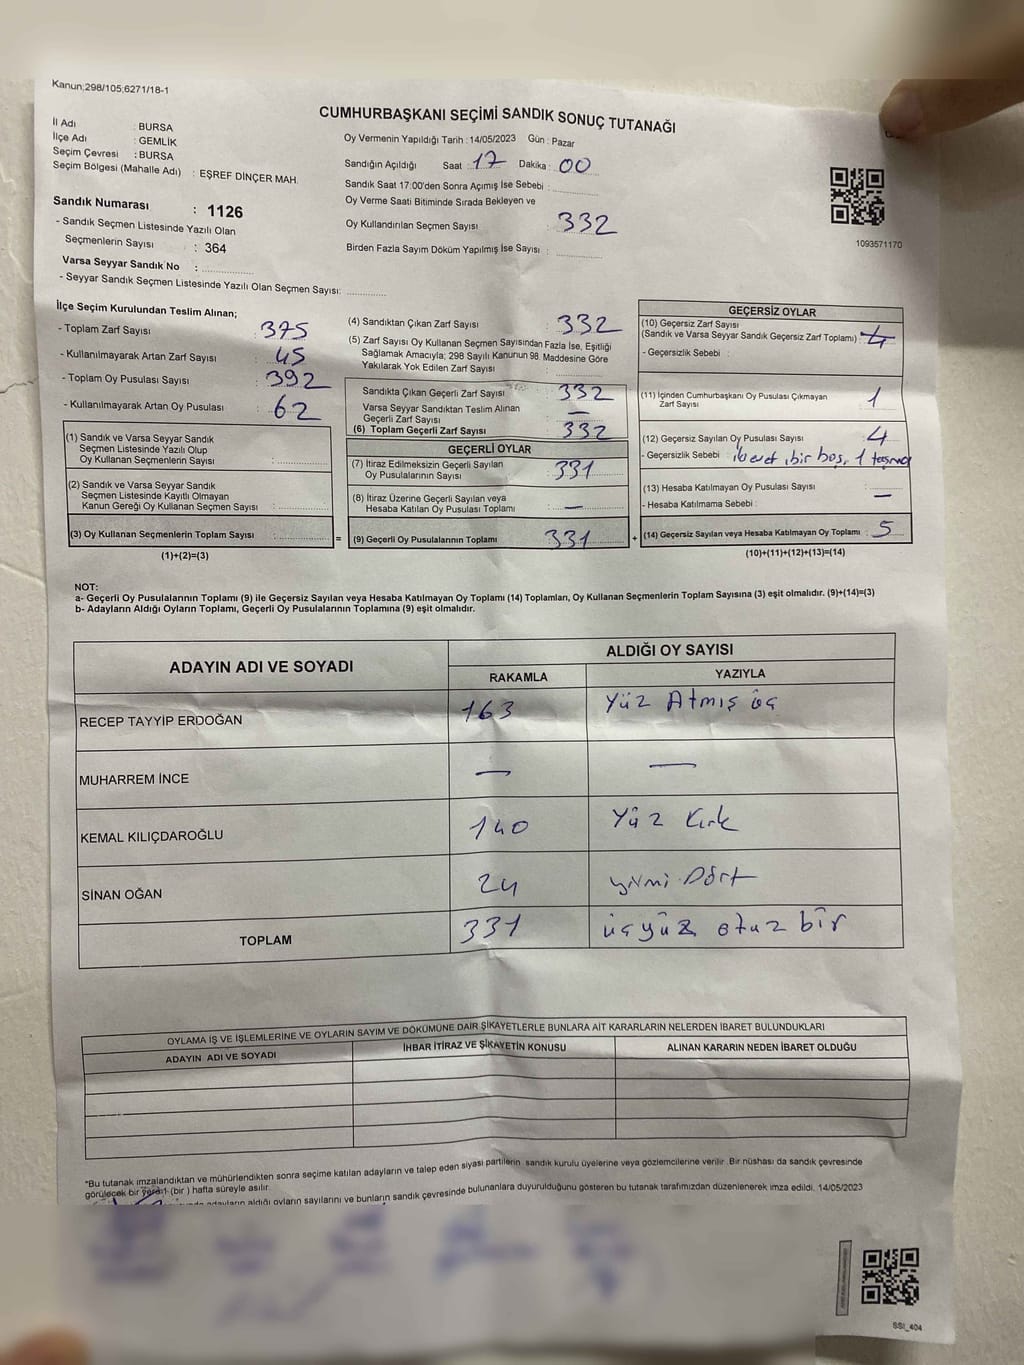 Kanun;298/105;6271/18-1
CUMHURBAŞKANI SEÇİMİ SANDIK SONUÇ TUTANAĞI
İl Adı : BURSA
İlçe Adı : GEMLİK
Seçim Çevresi : BURSA
Seçim Bölgesi (Mahalle Adı) : EŞREF DİNÇER MAH.
Sandık Numarası : 1126
- Sandık Seçmen Listesinde Yazılı Olan
Seçmenlerin Sayısı : 364
Varsa Seyyar Sandık No :
- Seyyar Sandık Seçmen Listesinde Yazılı Olan Seçmen Sayısı:
Oy Vermenin Yapıldığı Tarih : 14/05/2023 Gün : Pazar
Sandığın Açıldığı Saat : 17 Dakika : 00
Sandık Saat 17:00'den Sonra Açımış İse Sebebi :
Oy Verme Saati Bitiminde Sırada Bekleyen ve
Oy Kullandırılan Seçmen Sayısı : 332
Birden Fazla Sayım Döküm Yapılmış İse Sayısı :
1093571170
İlçe Seçim Kurulundan Teslim Alınan;
- Toplam Zarf Sayısı : 375
- Kullanılmayarak Artan Zarf Sayısı : 45
- Toplam Oy Pusulası Sayısı : 392
- Kullanılmayarak Artan Oy Pusulası : 62
(1) Sandık ve Varsa Seyyar Sandık
Seçmen Listesinde Yazılı Olup
Oy Kullanan Seçmenlerin Sayısı :
(2) Sandık ve Varsa Seyyar Sandık
Seçmen Listesinde Kayıtlı Olmayan
Kanun Gereği Oy Kullanan Seçmen Sayısı :
(3) Oy Kullanan Seçmenlerin Toplam Sayısı :
(1)+(2)=(3)
(4) Sandıktan Çıkan Zarf Sayısı : 332
(5) Zarf Sayısı Oy Kullanan Seçmen Sayısından Fazla İse, Eşitliği
Sağlamak Amacıyla; 298 Sayılı Kanunun 98. Maddesine Göre
Yakılarak Yok Edilen Zarf Sayısı :
Sandıkta Çıkan Geçerli Zarf Sayısı : 332
Varsa Seyyar Sandıktan Teslim Alınan
Geçerli Zarf Sayısı : —
(6) Toplam Geçerli Zarf Sayısı : 332
=
GEÇERLİ OYLAR
(7) İtiraz Edilmeksizin Geçerli Sayılan
Oy Pusulalarının Sayısı : 331
(8) İtiraz Üzerine Geçerli Sayılan veya
Hesaba Katılan Oy Pusulası Toplamı : —
(9) Geçerli Oy Pusulalarının Toplamı 331
+
GEÇERSİZ OYLAR
(10) Geçersiz Zarf Sayısı
(Sandık ve Varsa Seyyar Sandık Geçersiz Zarf Toplamı) :
- Geçersizlik Sebebi :
(11) İçinden Cumhurbaşkanı Oy Pusulası Çıkmayan
Zarf Sayısı : 1
(12) Geçersiz Sayılan Oy Pusulası Sayısı : 4
- Geçersizlik Sebebi : bir boş, 1
(13) Hesaba Katılmayan Oy Pusulası Sayısı : —
- Hesaba Katılmama Sebebi :
(14) Geçersiz Sayılan veya Hesaba Katılmayan Oy Toplamı : 5
(10)+(11)+(12)+(13)=(14)
NOT:
a- Geçerli Oy Pusulalarının Toplamı (9) ile Geçersiz Sayılan veya Hesaba Katılmayan Oy Toplamı (14) Toplamları, Oy Kullanan Seçmenlerin Toplam Sayısına (3) eşit olmalıdır. (9)+(14)=(3)
b- Adayların Aldığı Oyların Toplamı, Geçerli Oy Pusulalarının Toplamına (9) eşit olmalıdır.
ADAYIN ADI VE SOYADI
ALDIĞI OY SAYISI
RAKAMLA YAZIYLA
RECEP TAYYİP ERDOĞAN 163 Yüz Atmış üç
MUHARREM İNCE — —
KEMAL KILIÇDAROĞLU 140 Yüz Kırk
SİNAN OĞAN 24 yirmi Dört
TOPLAM 331 üçyüz otuz bir
OYLAMA İŞ VE İŞLEMLERİNE VE OYLARIN SAYIM VE DÖKÜMÜNE DAİR ŞİKAYETLERLE BUNLARA AİT KARARLARIN NELERDEN İBARET BULUNDUKLARI
ADAYIN ADI VE SOYADI İHBAR İTİRAZ VE ŞİKAYETİN KONUSU ALINAN KARARIN NEDEN İBARET OLDUĞU
*Bu tutanak imzalandıktan ve mühürlendikten sonra seçime katılan adayların ve talep eden siyasi partilerin sandık kurulu üyelerine veya gözlemcilerine verilir. Bir nüshası da sandık çevresinde
görülecek bir yere 1 (bir ) hafta süreyle asılır.
adayların aldığı oyların sayılarını ve bunların sandık çevresinde bulunanlara duyurulduğunu gösteren bu tutanak tarafımızdan düzenlenerek imza edildi. 14/05/2023
SSI_404